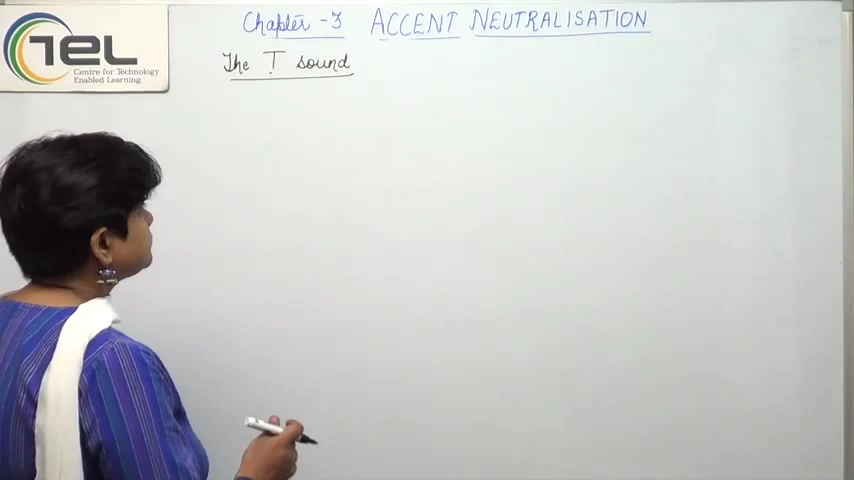 Chapter - 3 ACCENT NEUTRALISATION
The T sound
TEL
Centre for Technology
Enabled Learning.